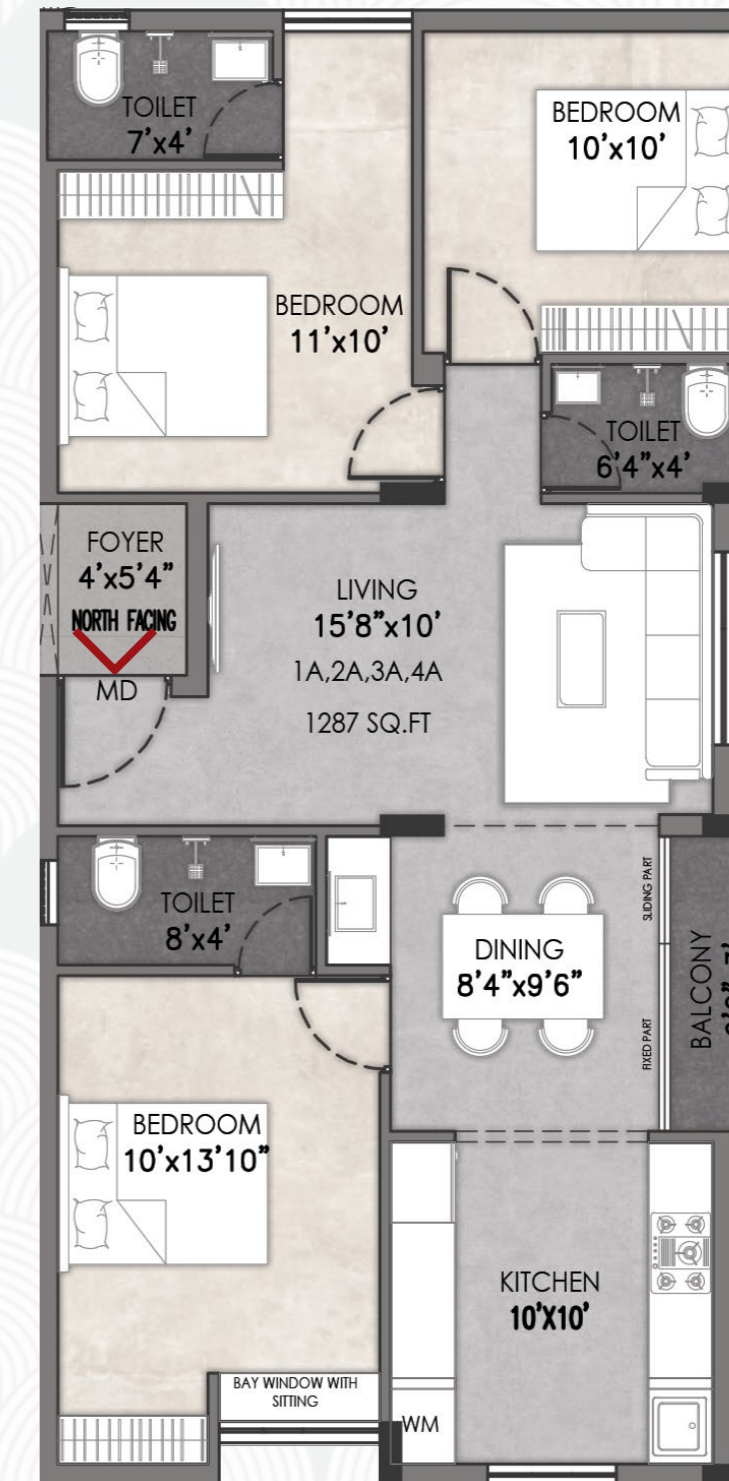 TOILET
7'x4'
BEDROOM
10'x10'
BEDROOM
11'x10'
TOILET
6'4"x4'
FOYER
4'x5'4"
NORTH FACING
MD
LIVING
15'8"x10'
1A,2A,3A,4A
1287 SQ.FT
TOILET
8'x4'
DINING
8'4"x9'6"
SLIDING PART
FIXED PART
BALCONY
BEDROOM
10'x13'10"
KITCHEN
10'X10'
BAY WINDOW WITH
SITTING
WM